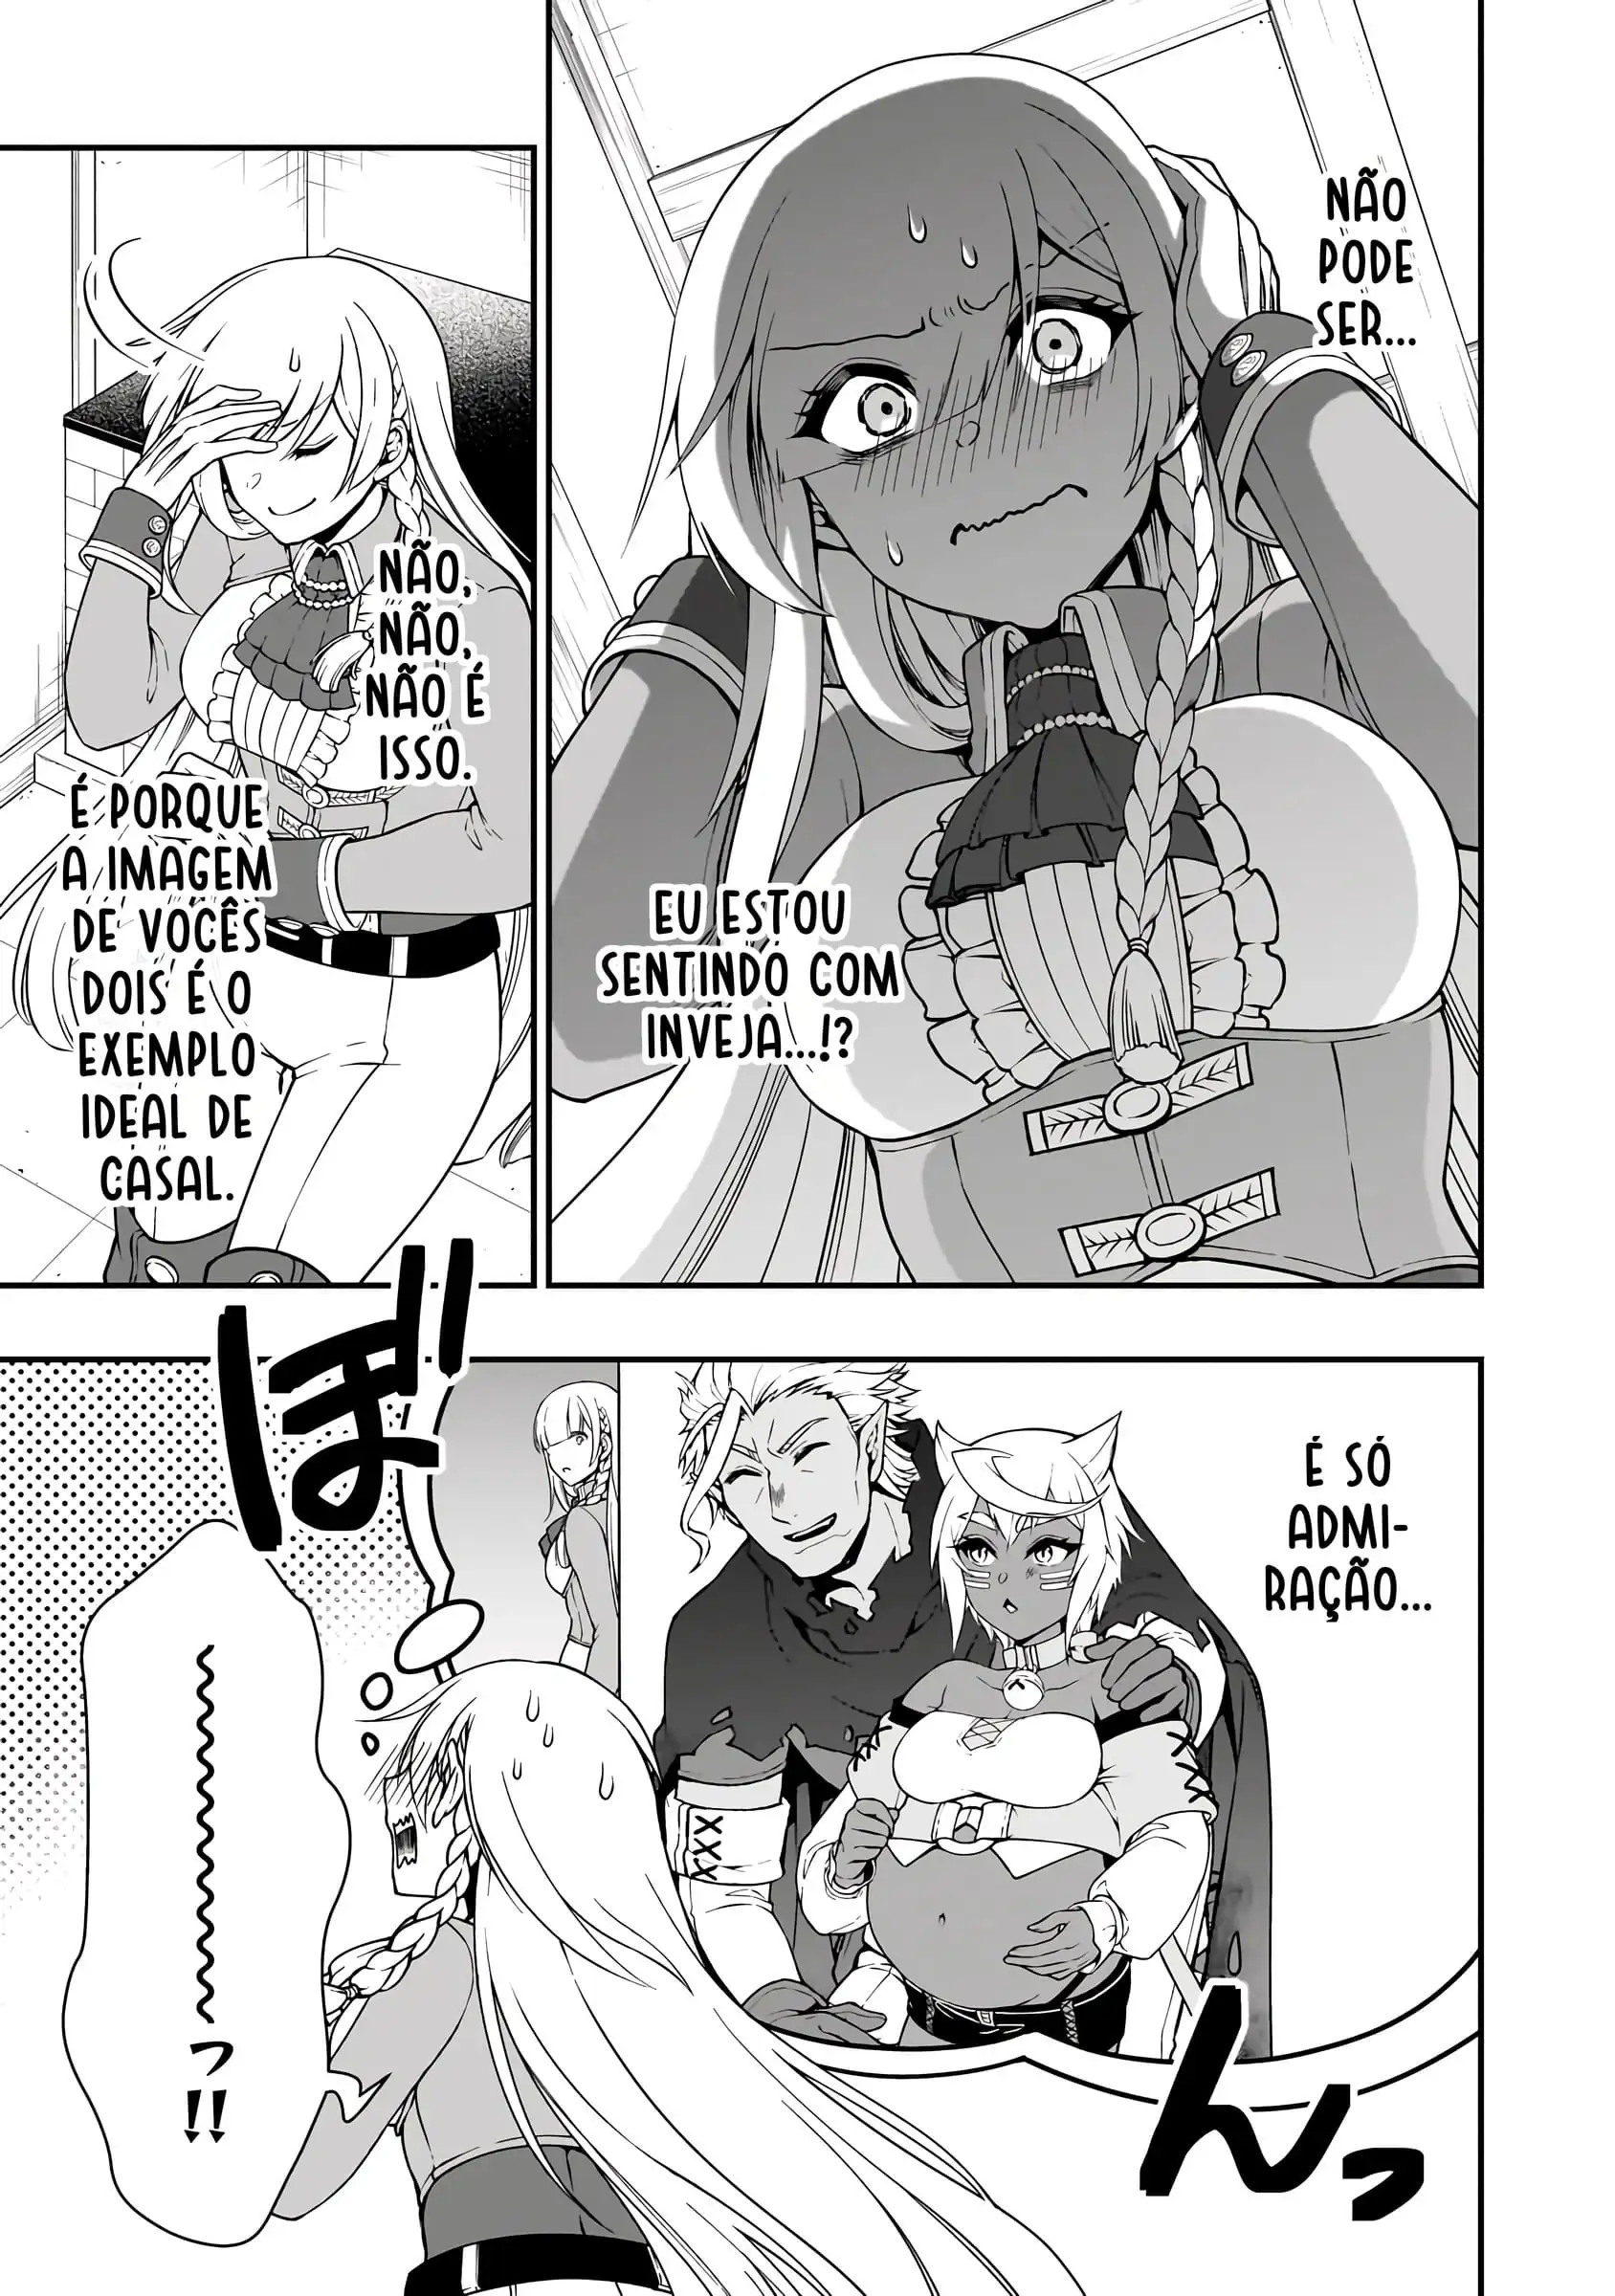 NÃO
PODE
SER...
EU ESTOU
SENTINDO COM
INVEJA...!?
NÃO,
NÃO,
NÃO É
ISSO.
É PORQUE
A IMAGEM
DE VOCÊS
DOIS É O
EXEMPLO
IDEAL DE
CASAL.
É SÓ
ADMI-
RAÇÃO...
ぼんっ
〜〜〜〜〜っ!!